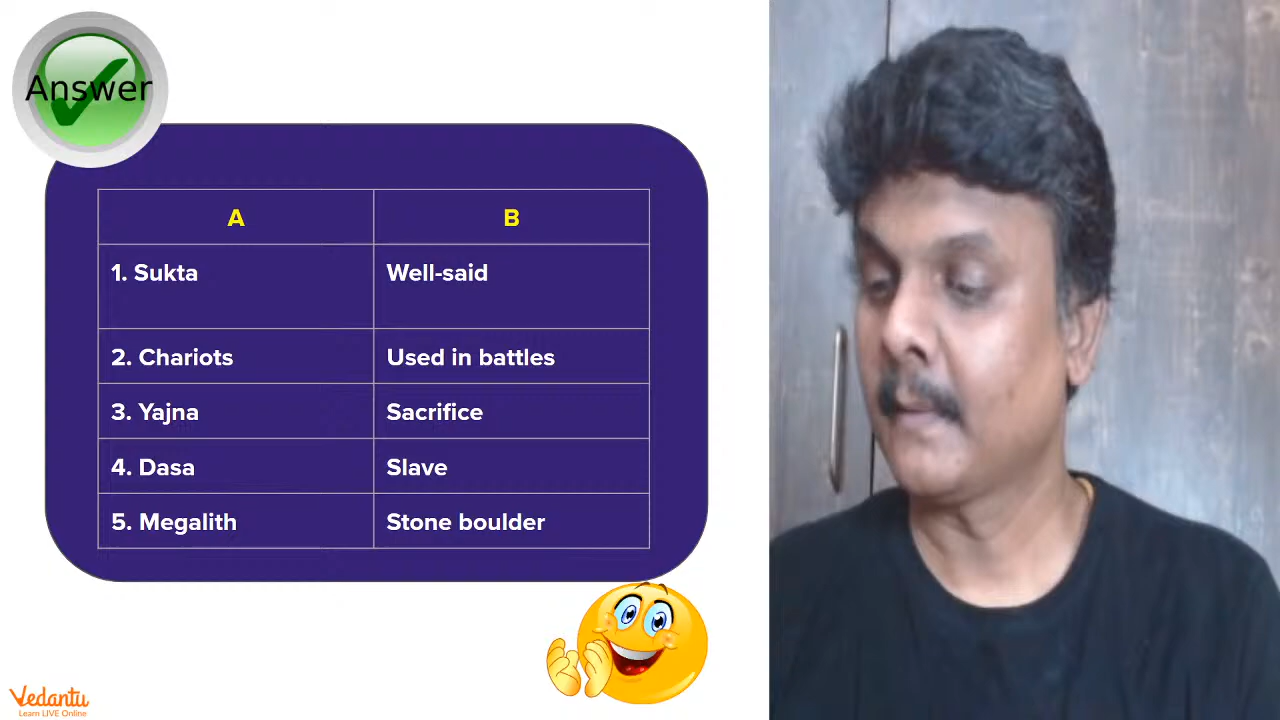 Answer
A B
1. Sukta Well-said
2. Chariots Used in battles
3. Yajna Sacrifice
4. Dasa Slave
5. Megalith Stone boulder
Vedantu
Learn LIVE Online